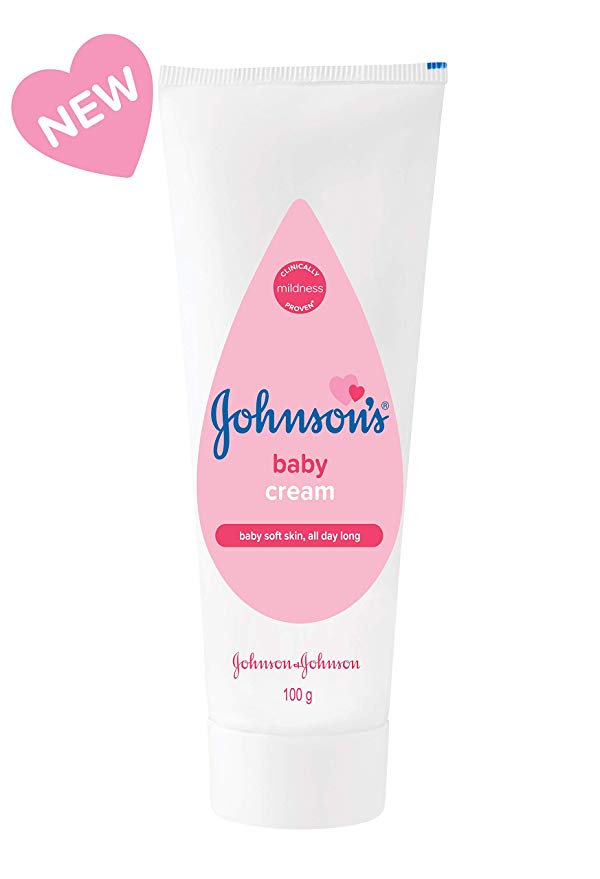 NEW
CLINICALLY
mildness
PROVEN®
Johnson's®
baby
cream
baby soft skin, all day long
Johnson & Johnson
100 g